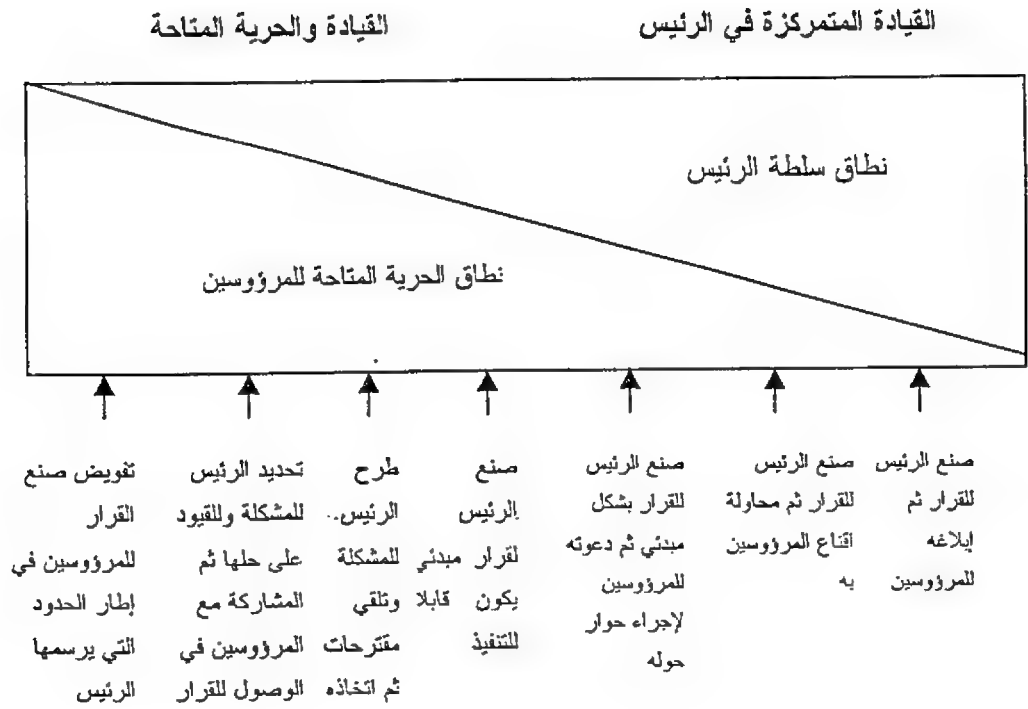 القيادة المتمركزة في الرئيس
القيادة والحرية المتاحة
نطاق سلطة الرئيس
نطاق الحرية المتاحة للمرؤوسين
صنع الرئيس
للقرار ثم
إبلاغه
للمرؤوسين
صنع الرئيس
للقرار ثم محاولة
اقناع المرؤوسين
به
صنع الرئيس
للقرار بشكل
مبدئي ثم دعوته
للمرؤوسين
لإجراء حوار
حوله
صنع
الرئيس
لقرار مبدئي
يكون قابلا
للتنفيذ
طرح
الرئيس..
للمشكلة
وتلقي
مقترحات
ثم اتخاذه
تحديد الرئيس
للمشكلة وللقيود
على حلها ثم
المشاركة مع
المرؤوسين في
الوصول للقرار
تفويض صنع
القرار
للمرؤوسين في
إطار الحدود
التي يرسمها
الرئيس